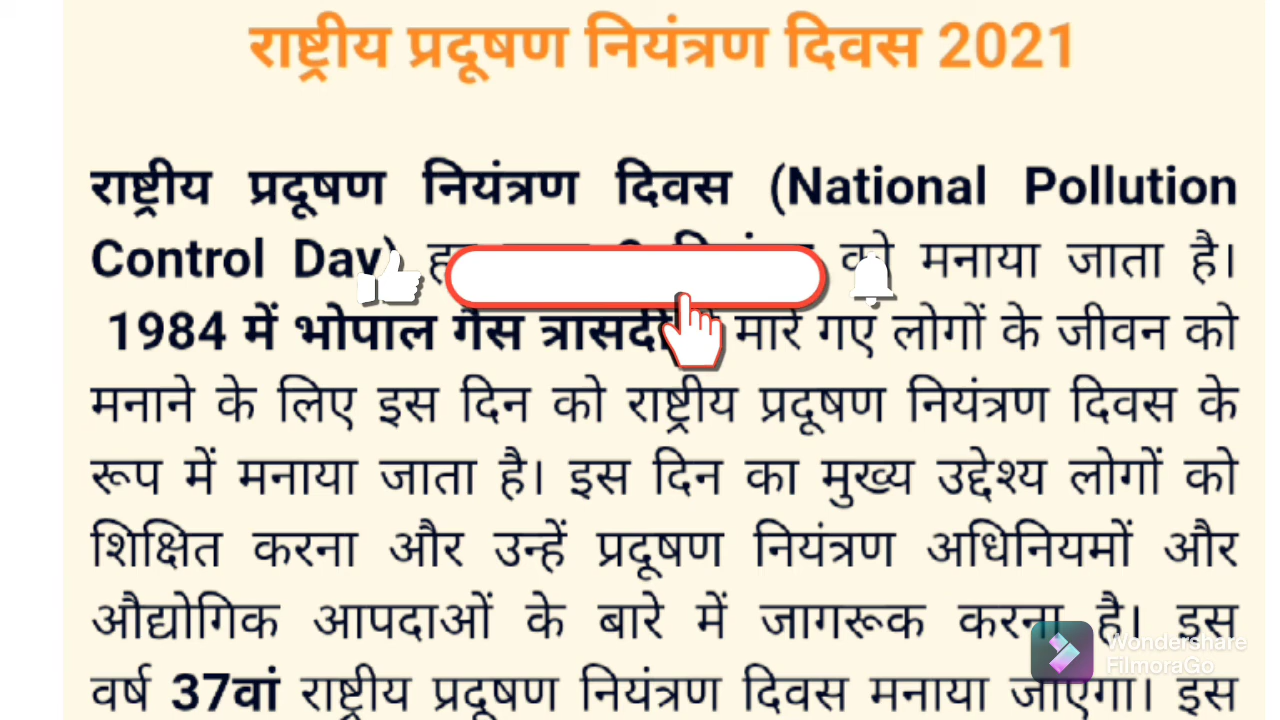 राष्ट्रीय प्रदूषण नियंत्रण दिवस 2021
राष्ट्रीय प्रदूषण नियंत्रण दिवस (National Pollution
Control Day) को मनाया जाता है।
1984 में भोपाल गैस त्रासदी मारे गए लोगों के जीवन को
मनाने के लिए इस दिन को राष्ट्रीय प्रदूषण नियंत्रण दिवस के
रूप में मनाया जाता है। इस दिन का मुख्य उद्देश्य लोगों को
शिक्षित करना और उन्हें प्रदूषण नियंत्रण अधिनियमों और
औद्योगिक आपदाओं के बारे में जागरूक करना है। इस
वर्ष 37वां राष्ट्रीय प्रदूषण नियंत्रण दिवस मनाया जाएगा। इस
Wondershare
FilmoraGo